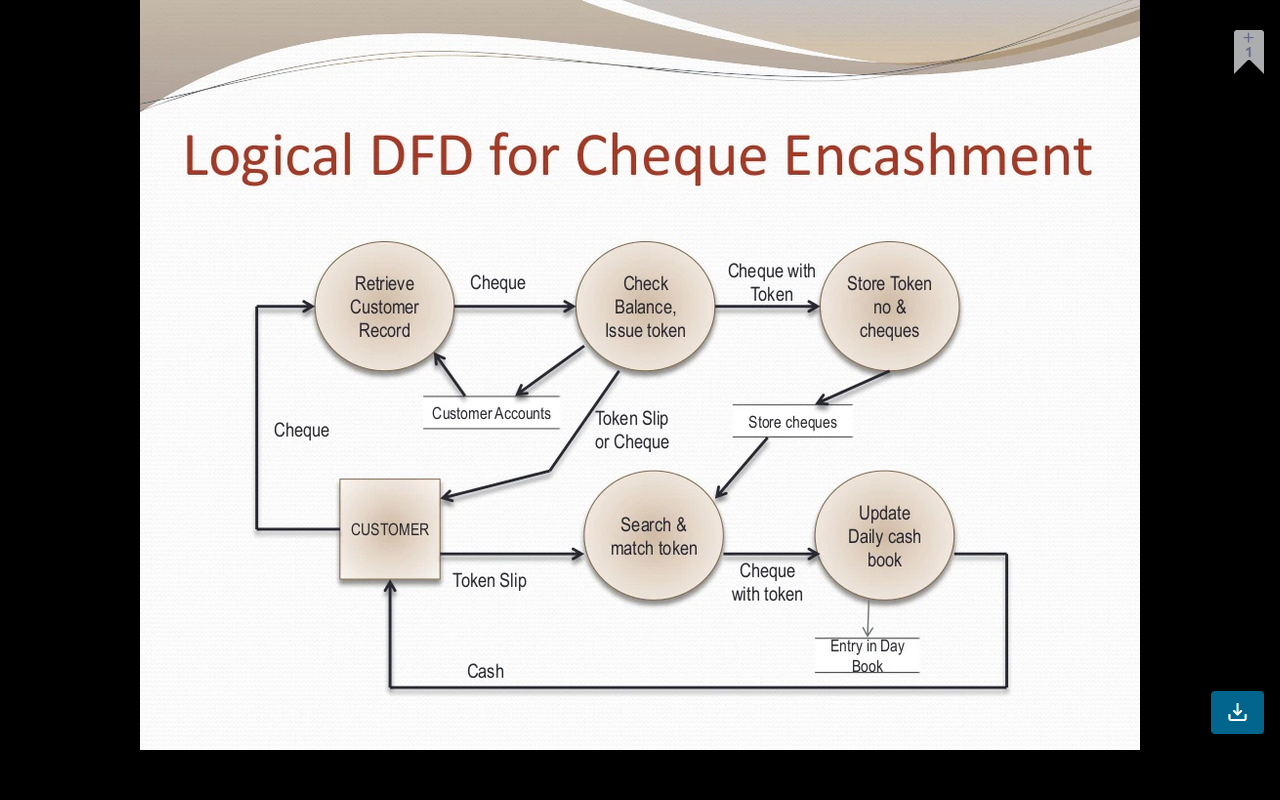 +
1
Logical DFD for Cheque Encashment
Retrieve
Customer
Record
Cheque
Check
Balance,
Issue token
Cheque with
Token
Store Token
no &
cheques
Customer Accounts
Token Slip
or Cheque
Store cheques
Cheque
CUSTOMER
Token Slip
Search &
match token
Cheque
with token
Update
Daily cash
book
Entry in Day
Book
Cash